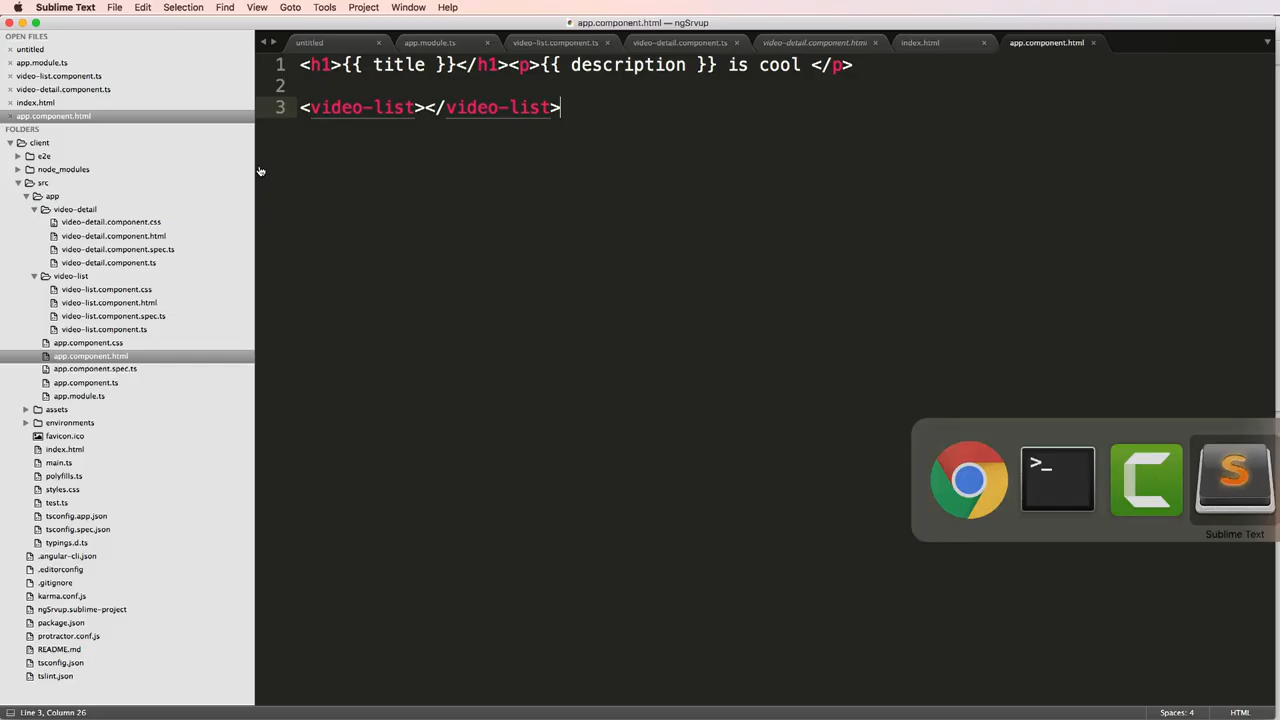 Sublime Text File Edit Selection Find View Goto Tools Project Window Help
app.component.html — ngSrvup
OPEN FILES
untitled
app.module.ts
video-list.component.ts
video-detail.component.ts
index.html
app.component.html
FOLDERS
client
e2e
node_modules
src
app
video-detail
video-detail.component.css
video-detail.component.html
video-detail.component.spec.ts
video-detail.component.ts
video-list
video-list.component.css
video-list.component.html
video-list.component.spec.ts
video-list.component.ts
app.component.css
app.component.html
app.component.spec.ts
app.component.ts
app.module.ts
assets
environments
favicon.ico
index.html
main.ts
polyfills.ts
styles.css
test.ts
tsconfig.app.json
tsconfig.spec.json
typings.d.ts
.angular-cli.json
.editorconfig
.gitignore
karma.conf.js
ngSrvup.sublime-project
package.json
protractor.conf.js
README.md
tsconfig.json
tslint.json
untitled app.module.ts video-list.component.ts video-detail.component.ts video-detail.component.html index.html app.component.html
1 <h1>{{ title }}</h1><p>{{ description }} is cool </p>
2
3 <video-list></video-list>
>_
C
S
Sublime Text
Line 3, Column 26 Spaces: 4 HTML